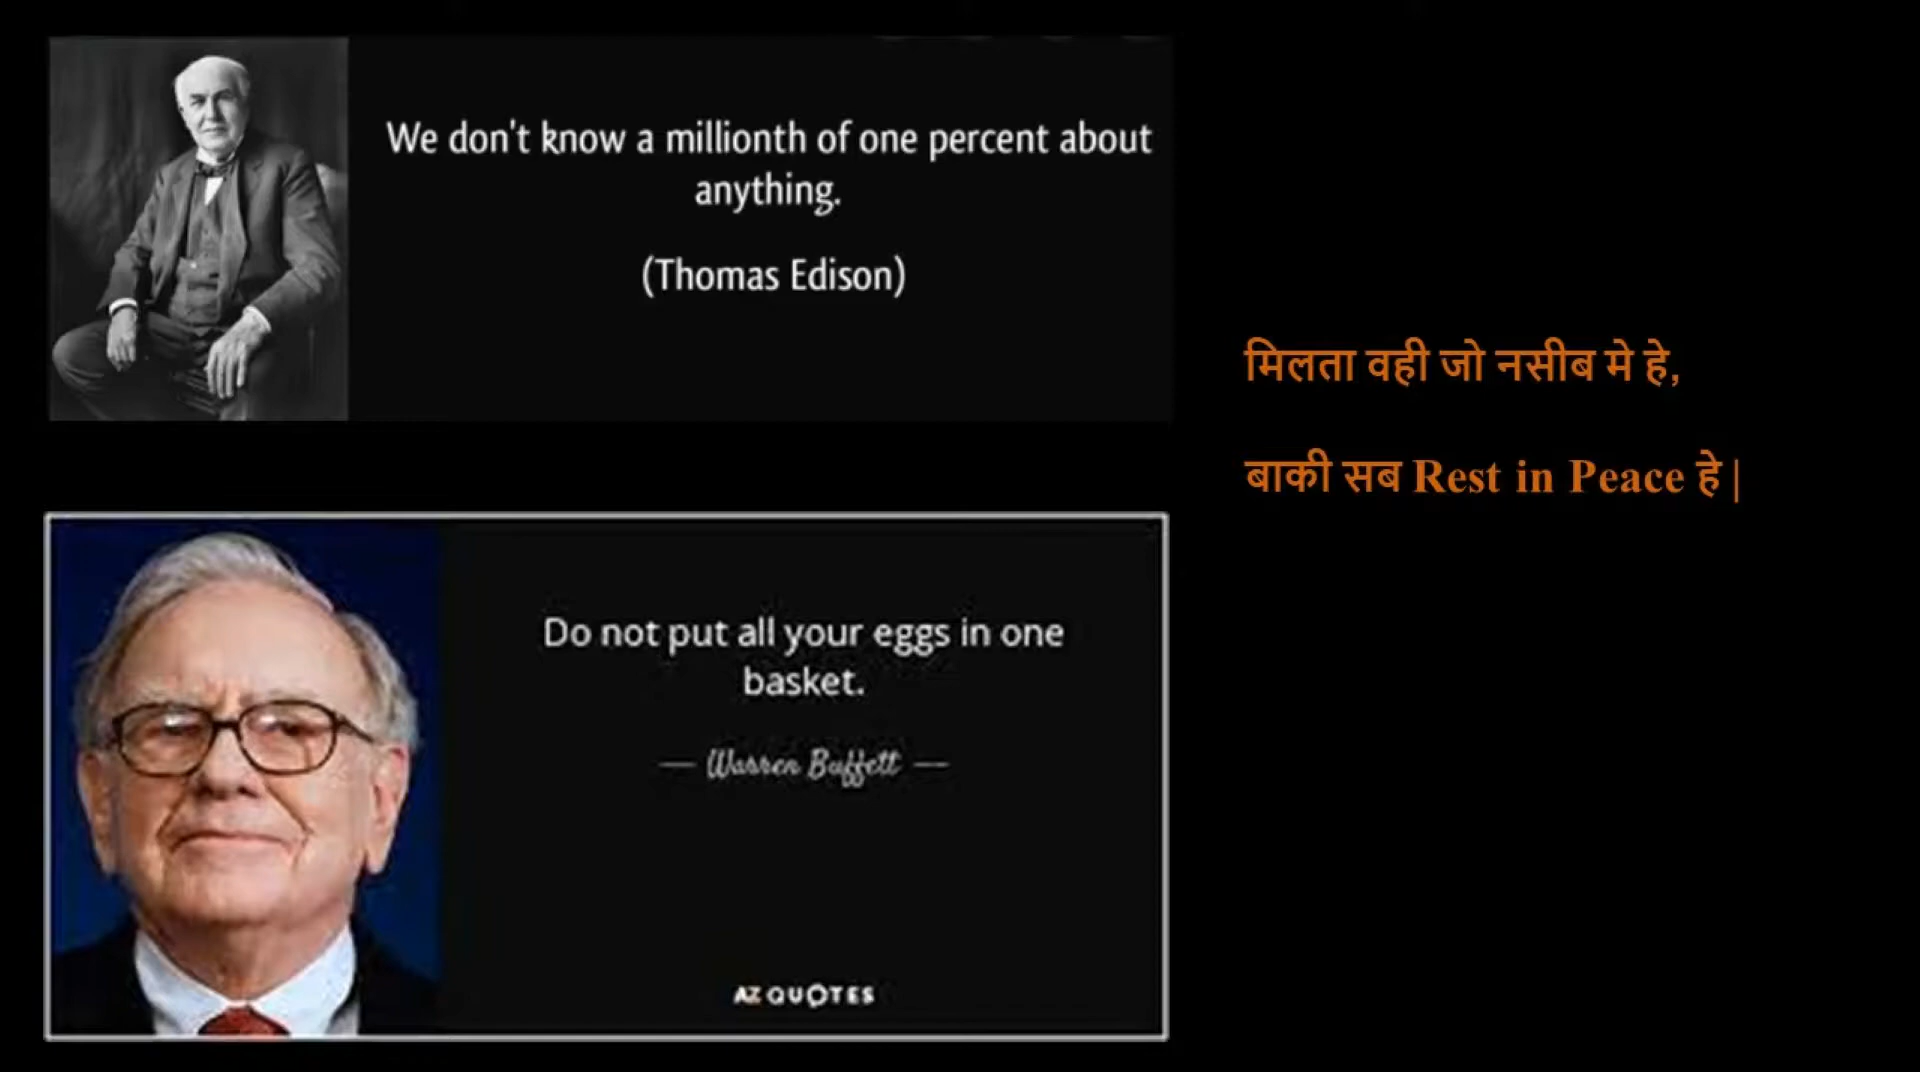 We don't know a millionth of one percent about
anything.
(Thomas Edison)
मिलता वही जो नसीब मे हे,
बाकी सब Rest in Peace हे |
Do not put all your eggs in one
basket.
— Warren Buffett —
AZ QUOTES